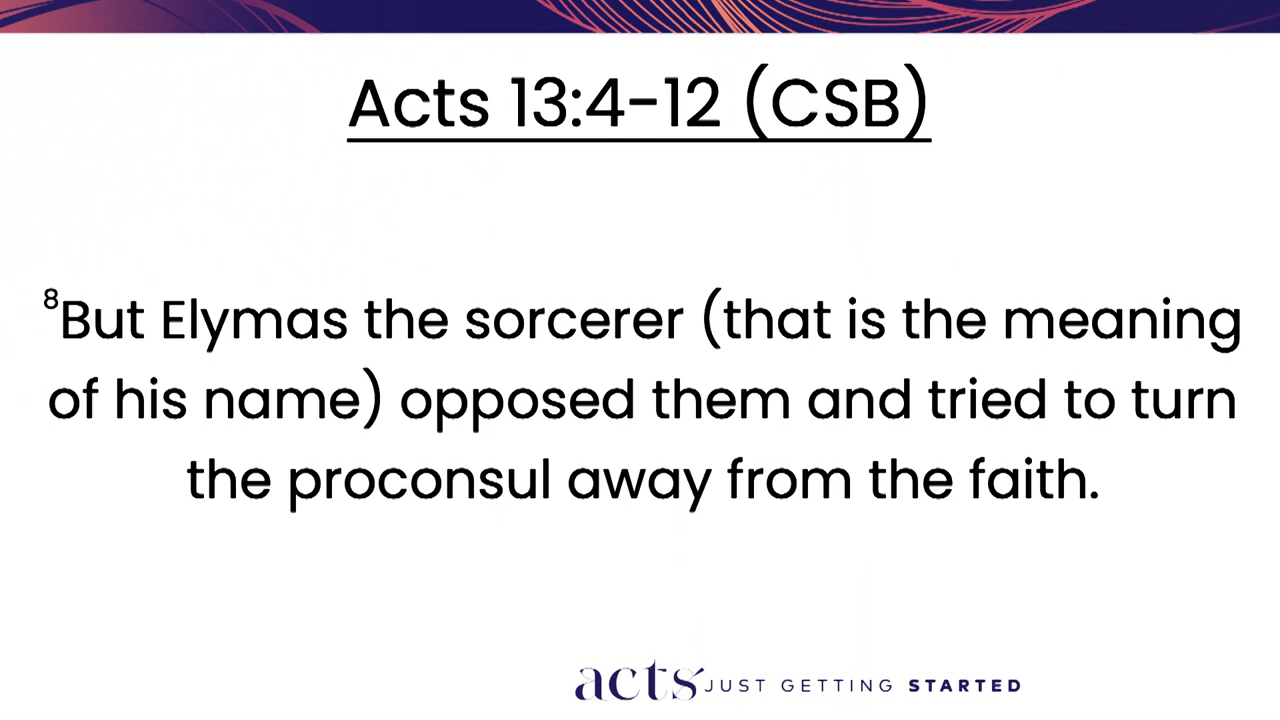 Acts 13:4-12 (CSB)
⁸But Elymas the sorcerer (that is the meaning
of his name) opposed them and tried to turn
the proconsul away from the faith.
acts JUST GETTING STARTED